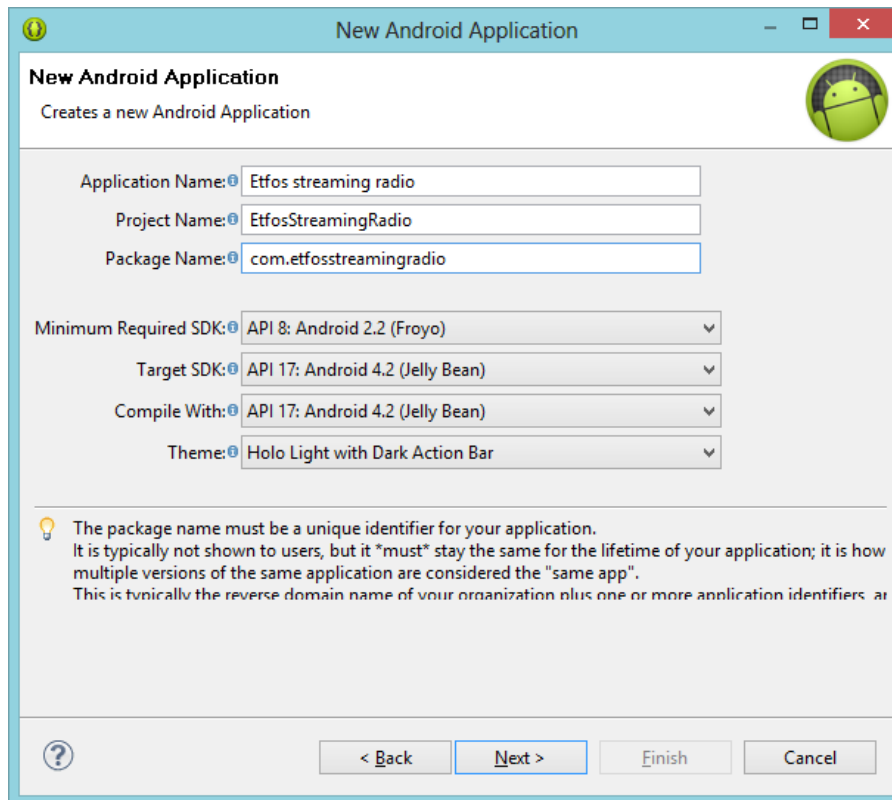 New Android Application
New Android Application
Creates a new Android Application
Application Name: Etfos streaming radio
Project Name: EtfosStreamingRadio
Package Name: com.etfosstreamingradio
Minimum Required SDK: API 8: Android 2.2 (Froyo)
Target SDK: API 17: Android 4.2 (Jelly Bean)
Compile With: API 17: Android 4.2 (Jelly Bean)
Theme: Holo Light with Dark Action Bar
The package name must be a unique identifier for your application.
It is typically not shown to users, but it *must* stay the same for the lifetime of your application; it is how
multiple versions of the same application are considered the "same app".
This is typically the reverse domain name of your organization plus one or more application identifiers, 
< Back Next > Finish Cancel